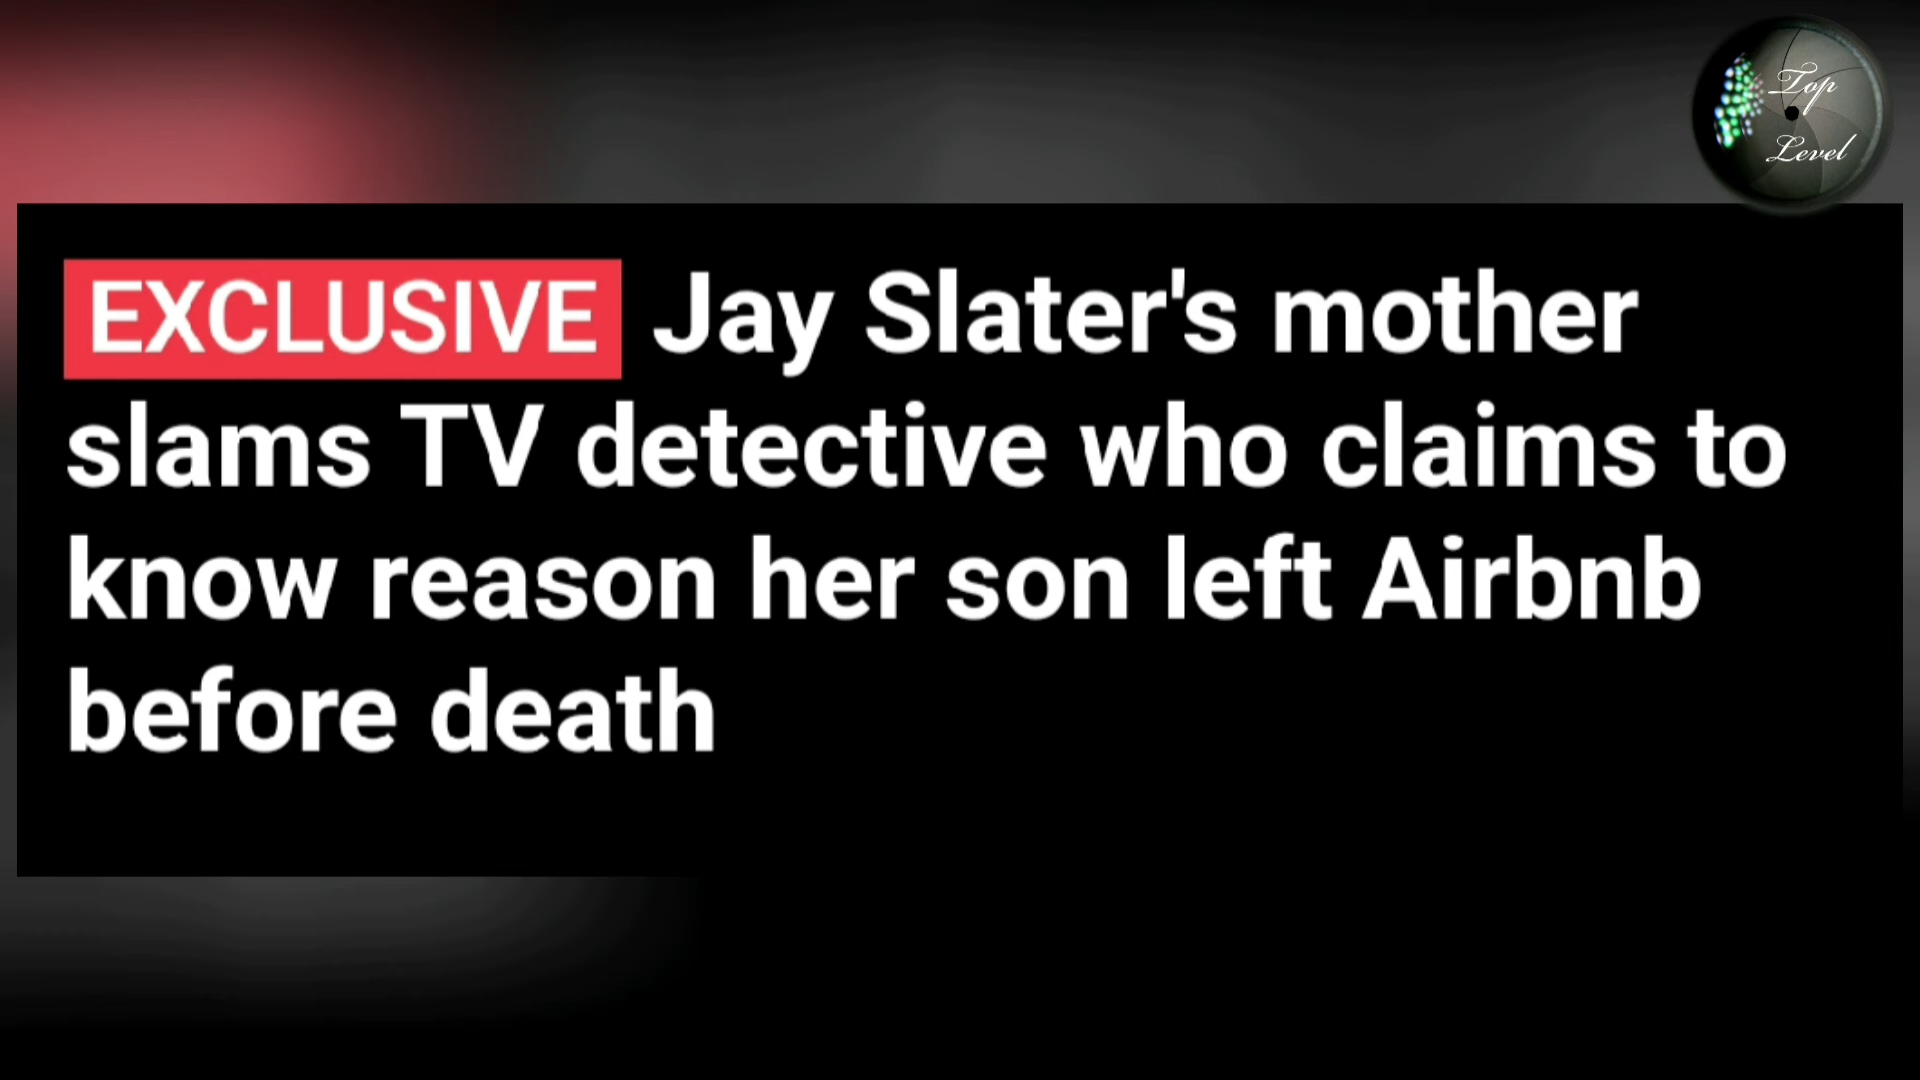 Top
Level
EXCLUSIVE Jay Slater's mother
slams TV detective who claims to
know reason her son left Airbnb
before death